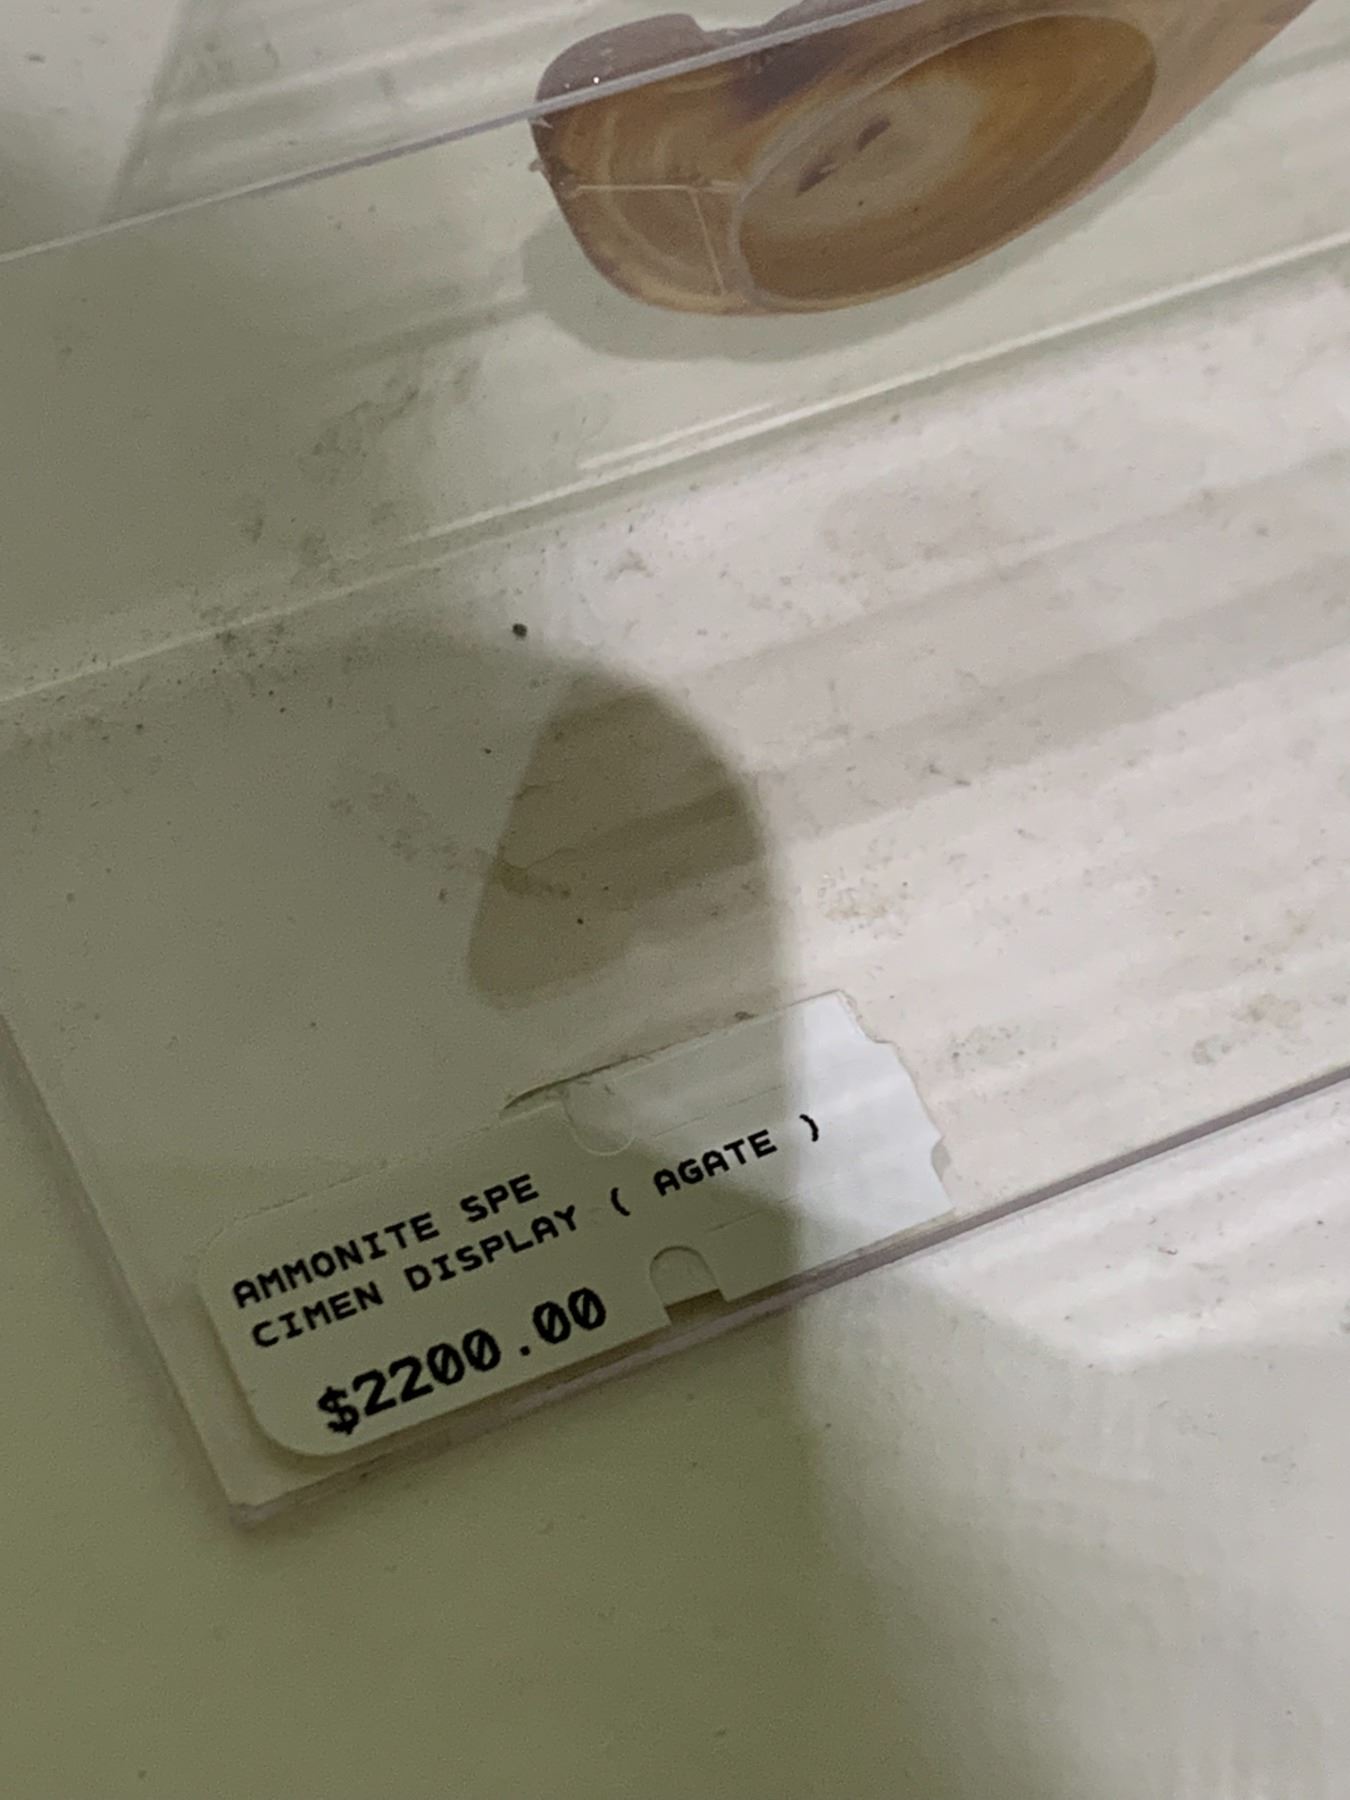 AMMONITE SPE
CIMEN DISPLAY ( AGATE )
$2200.00